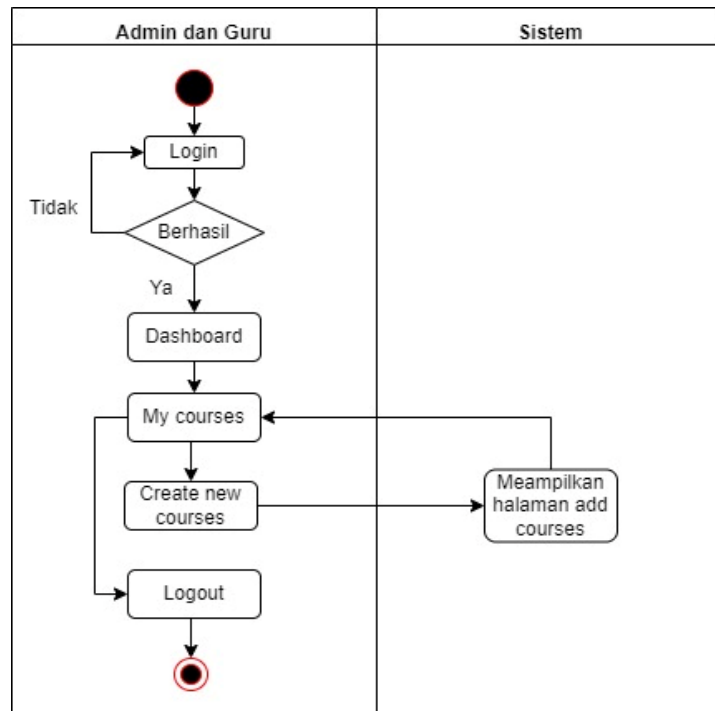 Admin dan Guru
Sistem
Login
Tidak
Berhasil
Ya
Dashboard
My courses
Create new
courses
Meampilkan
halaman add
courses
Logout